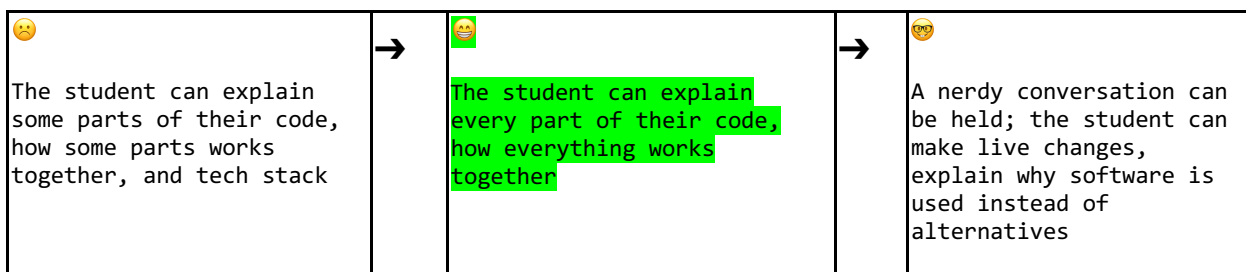 ☹️
The student can explain
some parts of their code,
how some parts works
together, and tech stack
➔
😁
The student can explain
every part of their code,
how everything works
together
➔
🤓
A nerdy conversation can
be held; the student can
make live changes,
explain why software is
used instead of
alternatives